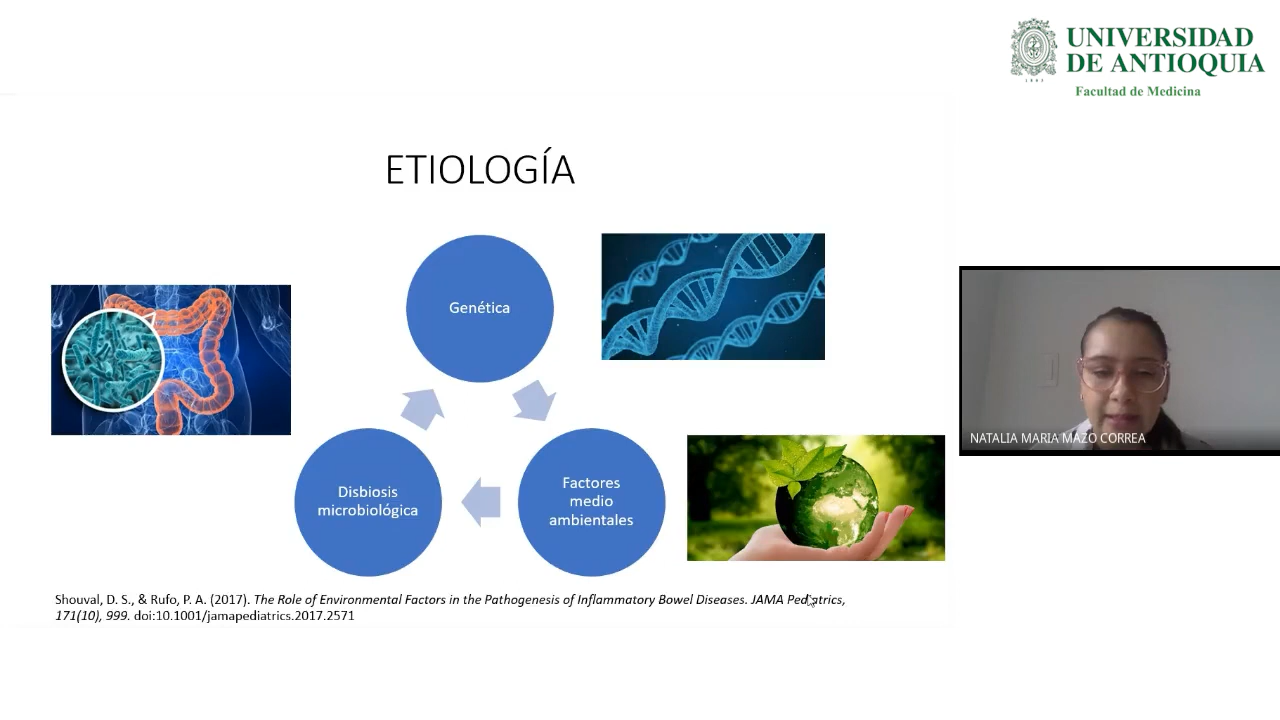 UNIVERSIDAD
DE ANTIOQUIA
1803
Facultad de Medicina
ETIOLOGÍA
Genética
Disbiosis
microbiológica
Factores
medio
ambientales
NATALIA MARIA MAZO CORREA
Shouval, D. S., & Rufo, P. A. (2017). The Role of Environmental Factors in the Pathogenesis of Inflammatory Bowel Diseases. JAMA Pediatrics,
171(10), 999. doi:10.1001/jamapediatrics.2017.2571